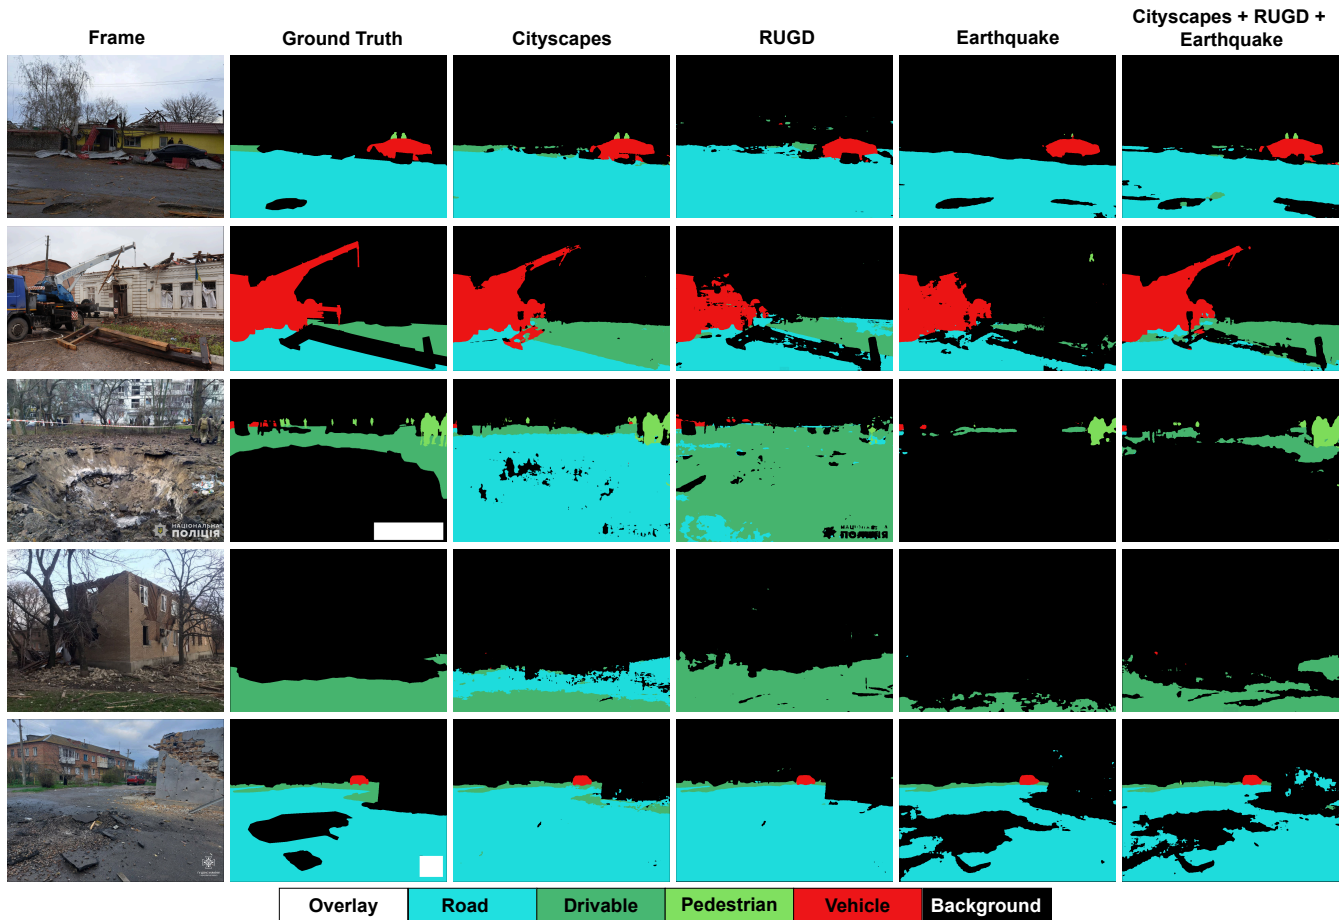 Frame
Ground Truth
Cityscapes
RUGD
Earthquake
Cityscapes + RUGD +
Earthquake
НАЦІОНАЛЬНА
ПОЛІЦІЯ
Overlay
Road
Drivable
Pedestrian
Vehicle
Background